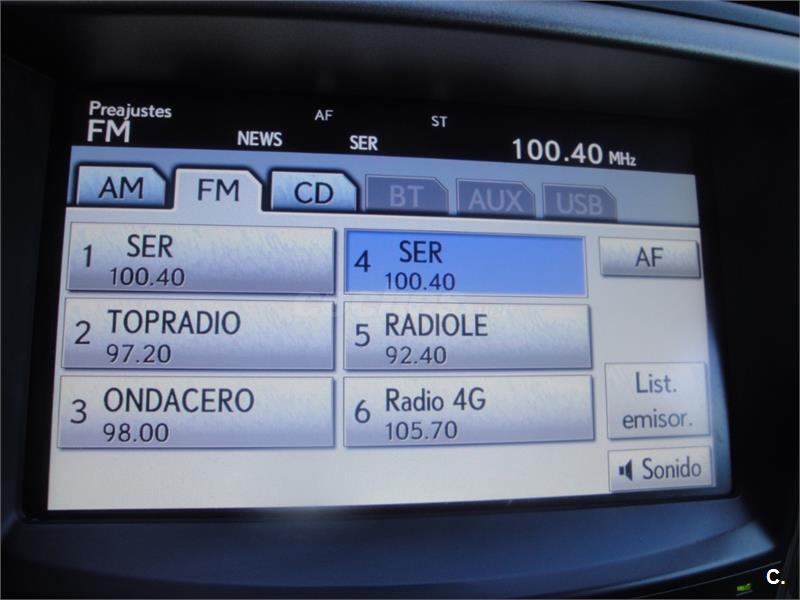 Preajustes
FM
AF
ST
NEWS
SER
100.40 MHz
AM
FM
CD
BT
AUX
USB
1 SER
100.40
4 SER
100.40
AF
2 TOPRADIO
97.20
5 RADIOLE
92.40
3 ONDACERO
98.00
6 Radio 4G
105.70
List.
emisor.
Sonido
C.